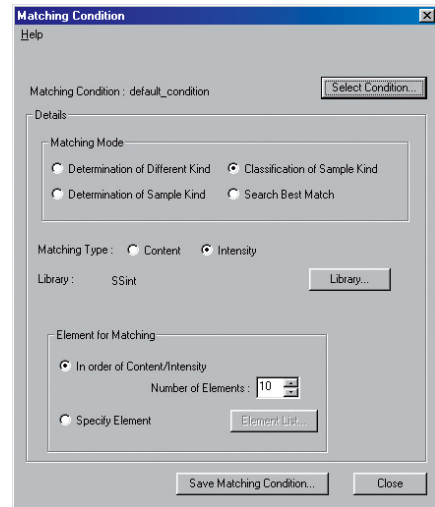 Matching Condition
Help
Matching Condition : default_condition
Select Condition...
Details
Matching Mode
Determination of Different Kind
Classification of Sample Kind
Determination of Sample Kind
Search Best Match
Matching Type : Content Intensity
Library : SSint
Library...
Element for Matching
In order of Content/Intensity
Number of Elements : 10
Specify Element
Element List...
Save Matching Condition...
Close